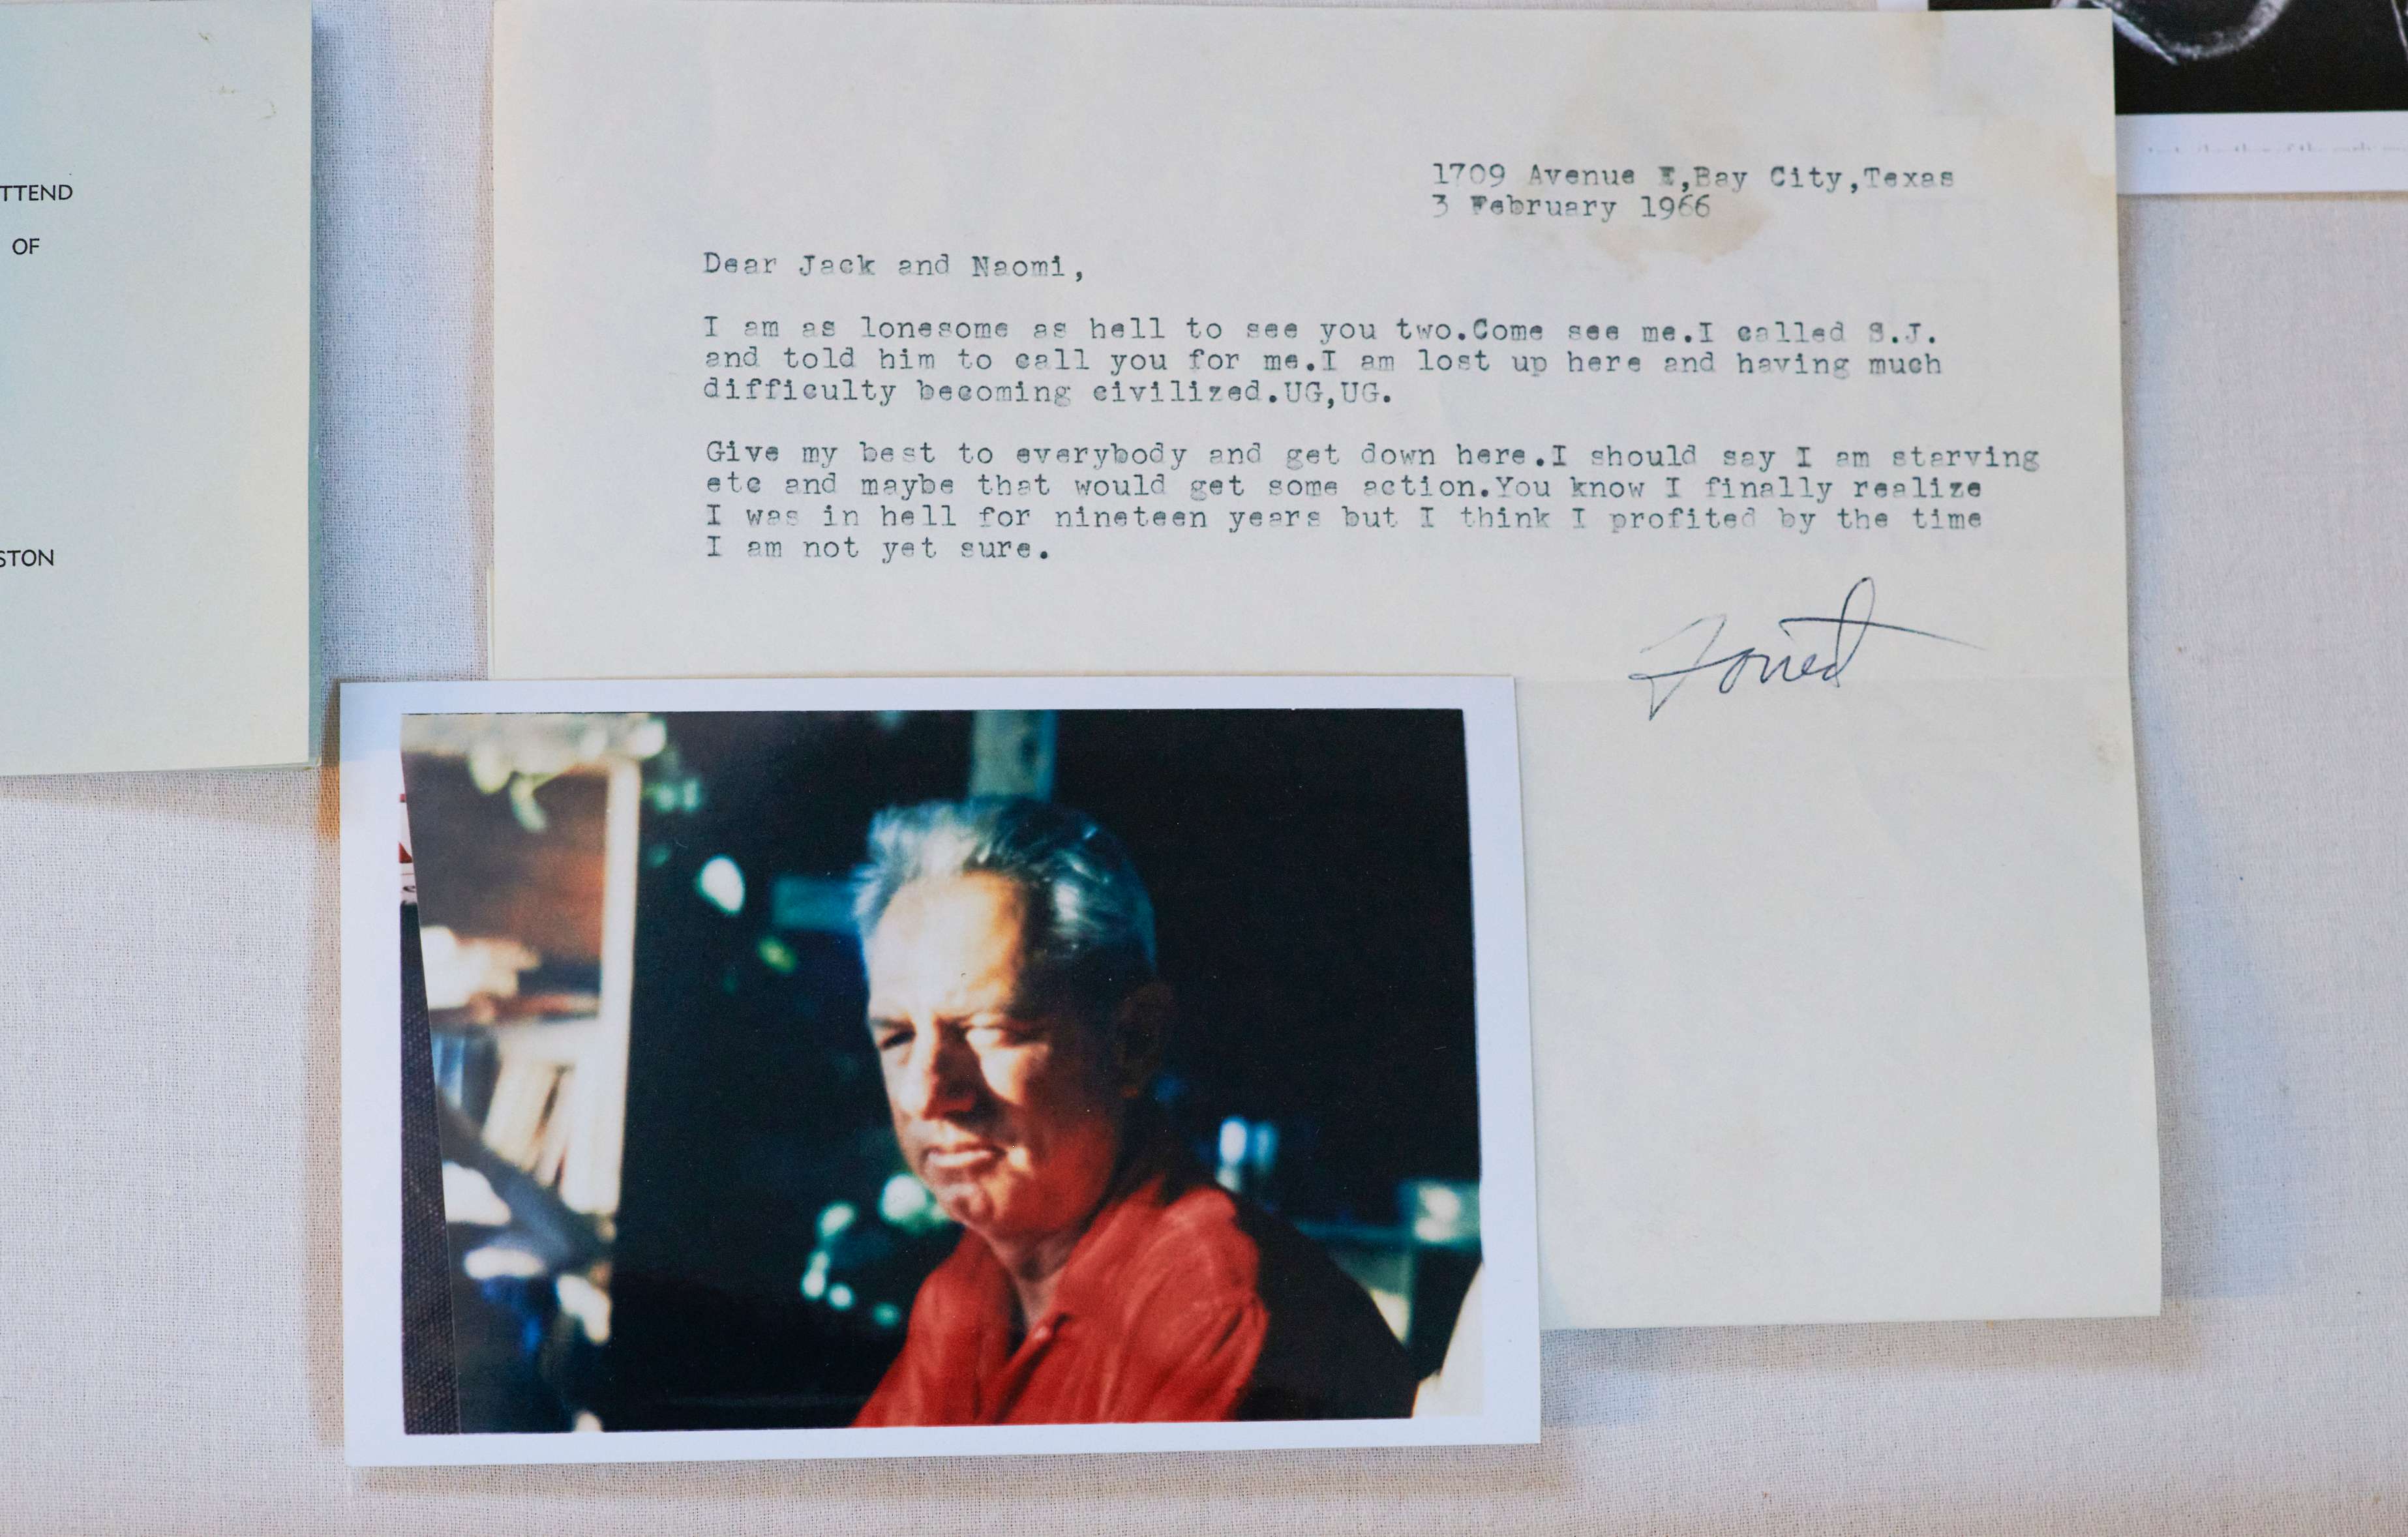 TTEND
OF
STON
1709 Avenue E,Bay City,Texas
3 February 1966
Dear Jack and Naomi,
I am as lonesome as hell to see you two.Come see me.I called S.J.
and told him to call you for me.I am lost up here and having much
difficulty becoming civilized.UG,UG.
Give my best to everybody and get down here.I should say I am starving
etc and maybe that would get some action.You know I finally realize
I was in hell for nineteen years but I think I profited by the time
I am not yet sure.
Forrest